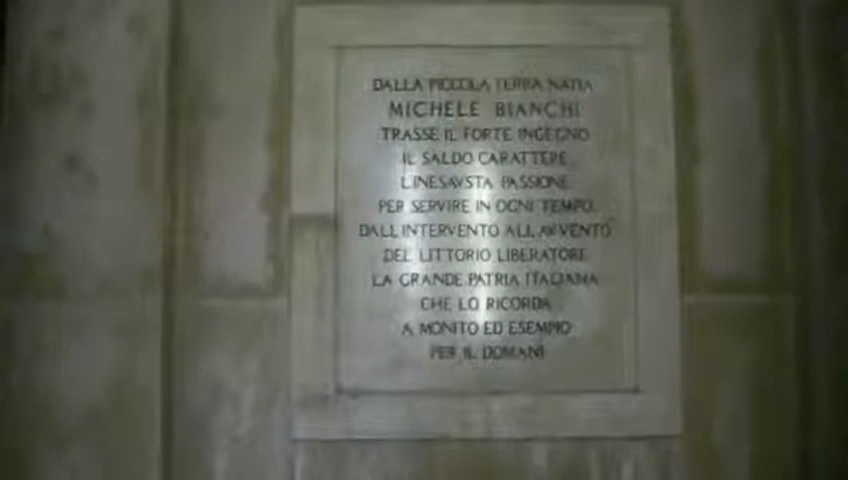 DALLA PICCOLA TERRA NATIA
MICHELE BIANCHI
TRASSE IL FORTE INGEGNO
IL SALDO CARATTERE
L'INESAVSTA PASSIONE
PER SERVIRE IN OGNI TEMPO
DALL'INTERVENTO ALL'AVVENTO
DEL LITTORIO LIBERATORE
LA GRANDE PATRIA ITALIANA
CHE LO RICORDA
A MONITO ED ESEMPIO
PER IL DOMANI